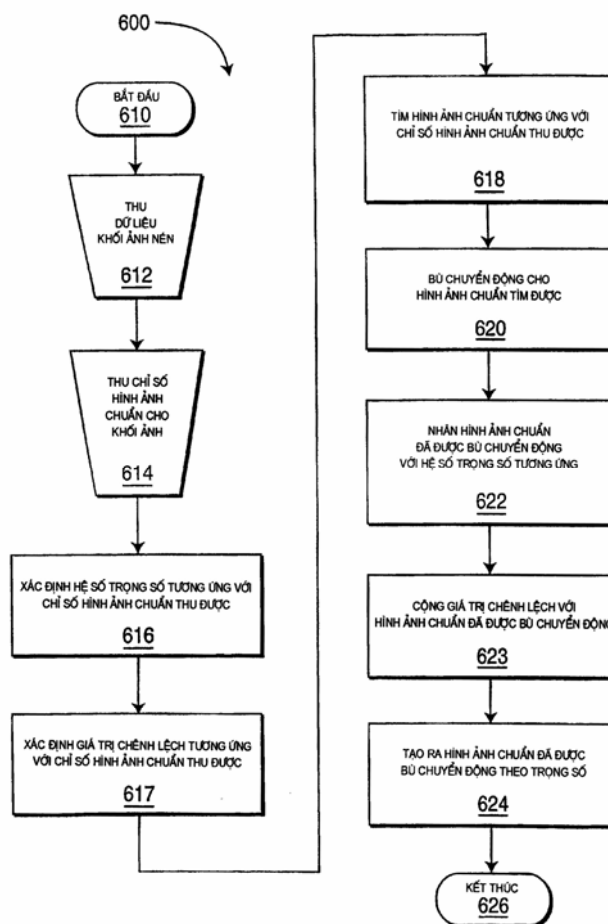 600
BẮT ĐẦU
610
THU
DỮ LIỆU
KHỐI ẢNH NÉN
612
THU CHỈ SỐ
HÌNH ẢNH
CHUẨN CHO
KHỐI ẢNH
614
XÁC ĐỊNH HỆ SỐ TRỌNG SỐ TƯƠNG ỨNG VỚI
CHỈ SỐ HÌNH ẢNH CHUẨN THU ĐƯỢC
616
XÁC ĐỊNH GIÁ TRỊ CHÊNH LỆCH TƯƠNG ỨNG
VỚI CHỈ SỐ HÌNH ẢNH CHUẨN THU ĐƯỢC
617
TÌM HÌNH ẢNH CHUẨN TƯƠNG ỨNG VỚI
CHỈ SỐ HÌNH ẢNH CHUẨN THU ĐƯỢC
618
BÙ CHUYỂN ĐỘNG CHO
HÌNH ẢNH CHUẨN TÌM ĐƯỢC
620
NHÂN HÌNH ẢNH CHUẨN
ĐÃ ĐƯỢC BÙ CHUYỂN ĐỘNG
VỚI HỆ SỐ TRỌNG SỐ TƯƠNG ỨNG
622
CỘNG GIÁ TRỊ CHÊNH LỆCH VỚI
HÌNH ẢNH CHUẨN ĐÃ ĐƯỢC BÙ CHUYỂN ĐỘNG
623
TẠO RA HÌNH ẢNH CHUẨN ĐÃ ĐƯỢC
BÙ CHUYỂN ĐỘNG THEO TRỌNG SỐ
624
KẾT THÚC
626